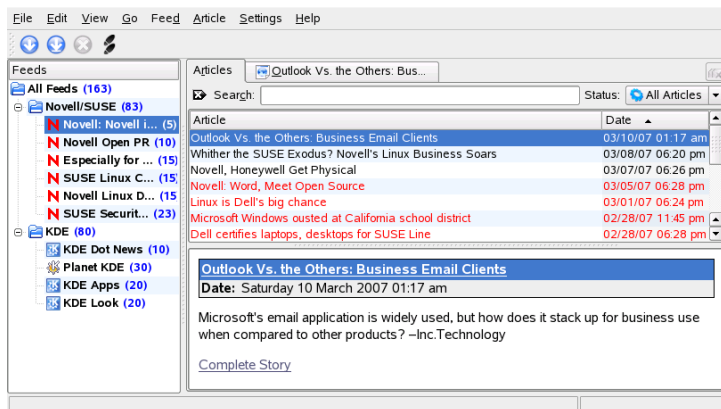 File Edit View Go Feed Article Settings Help
Feeds
All Feeds (163)
Novell/SUSE (83)
Novell: Novell i... (5)
Novell Open PR (10)
Especially for ... (15)
SUSE Linux C... (15)
Novell Linux D... (15
SUSE Securit... (23)
KDE (80)
KDE Dot News (10)
Planet KDE (30)
KDE Apps (20)
KDE Look (20)
Articles Outlook Vs. the Others: Bus...
Search: Status: All Articles
Article Date
Outlook Vs. the Others: Business Email Clients 03/10/07 01:17 am
Whither the SUSE Exodus? Novell's Linux Business Soars 03/08/07 06:20 pm
Novell, Honeywell Get Physical 03/07/07 06:26 pm
Novell: Word, Meet Open Source 03/05/07 06:28 pm
Linux is Dell's big chance 03/01/07 06:24 pm
Microsoft Windows ousted at California school district 02/28/07 11:45 pm
Dell certifies laptops, desktops for SUSE Line 02/28/07 06:28 pm
Outlook Vs. the Others: Business Email Clients
Date: Saturday 10 March 2007 01:17 am
Microsoft's email application is widely used, but how does it stack up for business use
when compared to other products? –Inc.Technology
Complete Story